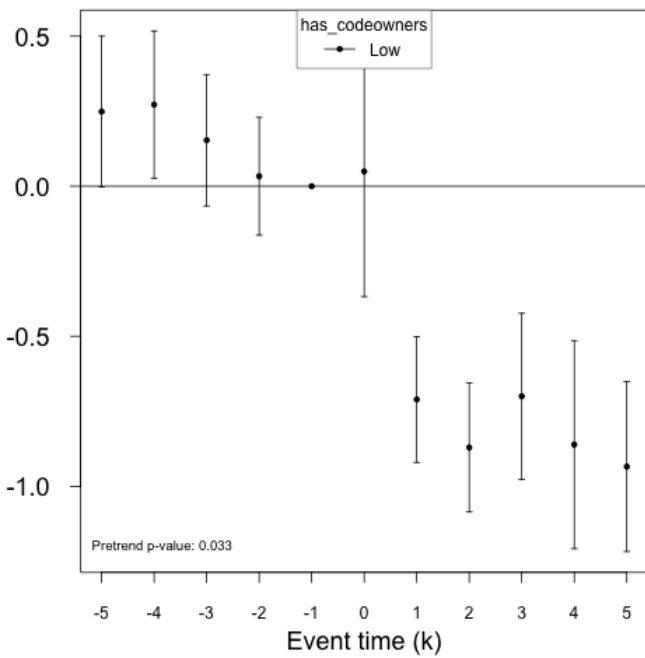 has_codeowners
Low
0.5
0.0
-0.5
-1.0
Pretrend p-value: 0.033
-5 -4 -3 -2 -1 0 1 2 3 4 5
Event time (k)